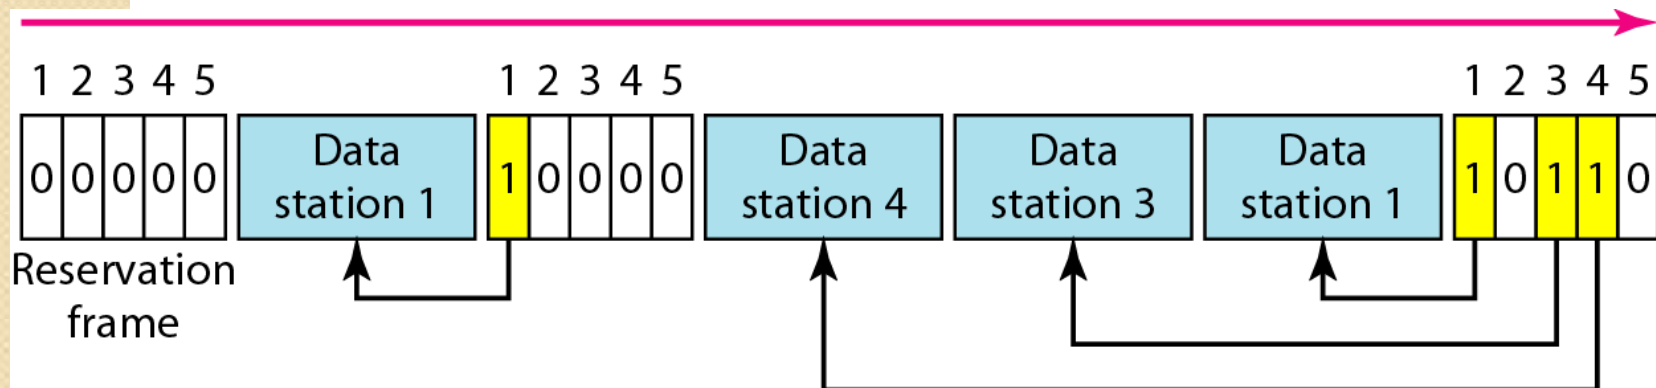 1 2 3 4 5 1 2 3 4 5 1 2 3 4 5
0 0 0 0 0 Data station 1 1 0 0 0 0 Data station 4 Data station 3 Data station 1 1 0 1 1 0
Reservation
frame